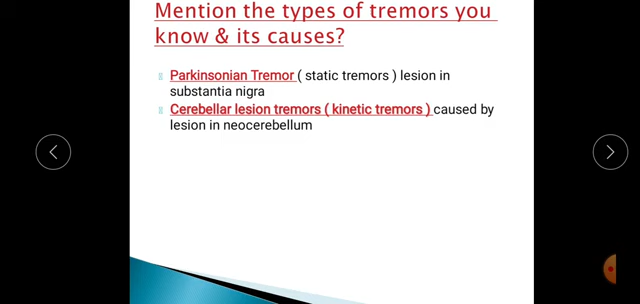 Mention the types of tremors you
know & its causes?
Parkinsonian Tremor ( static tremors ) lesion in
substantia nigra
Cerebellar lesion tremors ( kinetic tremors ) caused by
lesion in neocerebellum